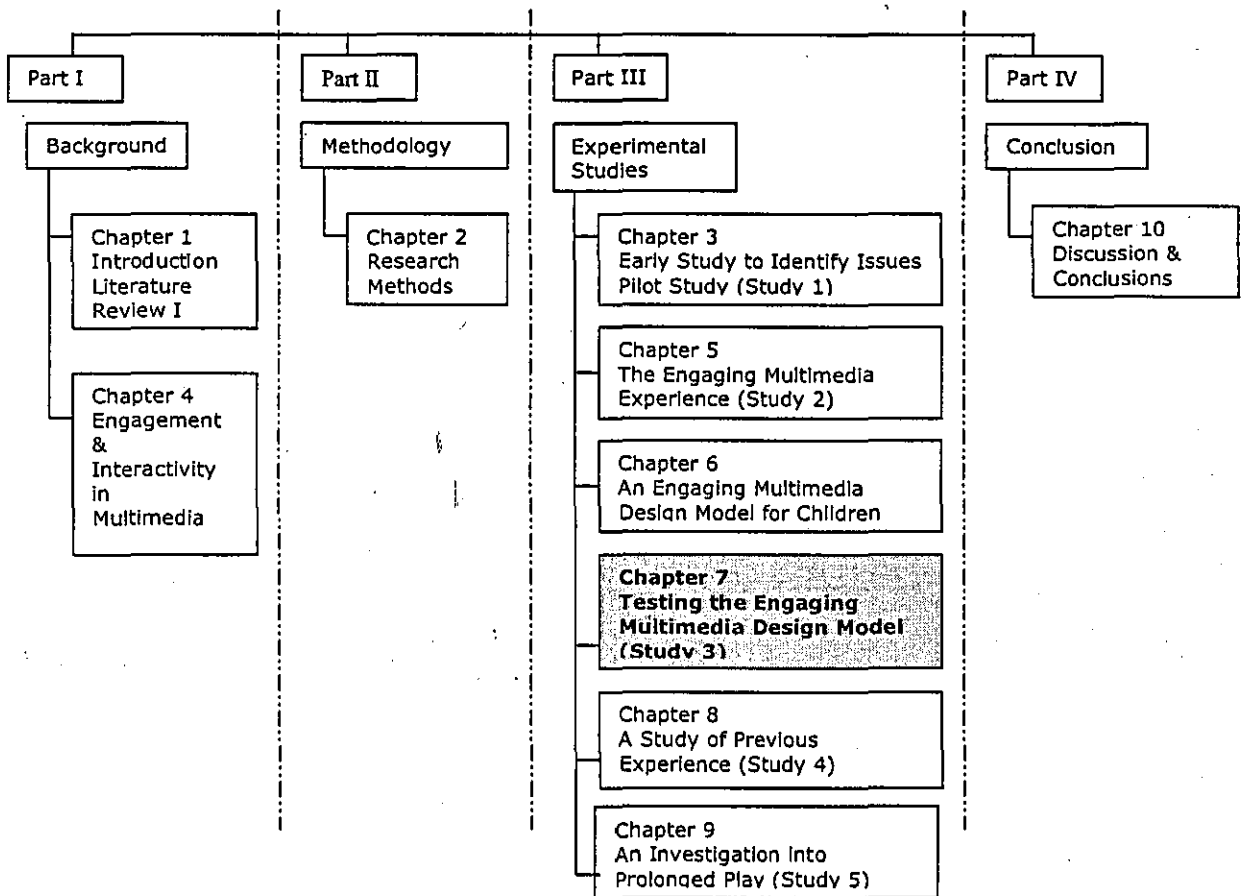 Part I
Background
Chapter 1
Introduction
Literature
Review I
Chapter 4
Engagement
&
Interactivity
in
Multimedia
Part II
Methodology
Chapter 2
Research
Methods
Part III
Experimental
Studies
Chapter 3
Early Study to Identify Issues
Pilot Study (Study 1)
Chapter 5
The Engaging Multimedia
Experience (Study 2)
Chapter 6
An Engaging Multimedia
Design Model for Children
Chapter 7
Testing the Engaging
Multimedia Design Model
(Study 3)
Chapter 8
A Study of Previous
Experience (Study 4)
Chapter 9
An Investigation into
Prolonged Play (Study 5)
Part IV
Conclusion
Chapter 10
Discussion &
Conclusions